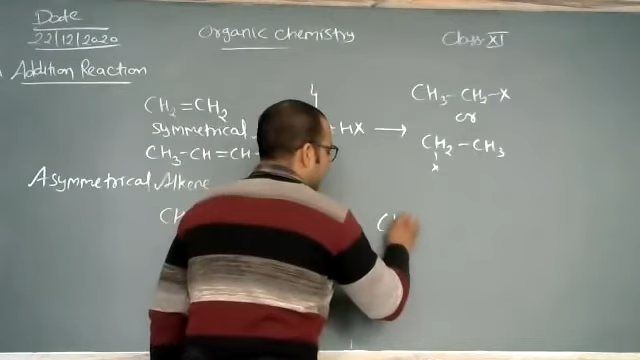 Date
22/12/2020
Organic chemistry
Class XI
Addition Reaction
CH2=CH2
symmetrical
HX → CH3-CH2-X
or
CH3-CH=CH-
CH2-CH3
x
Asymmetrical Alkene